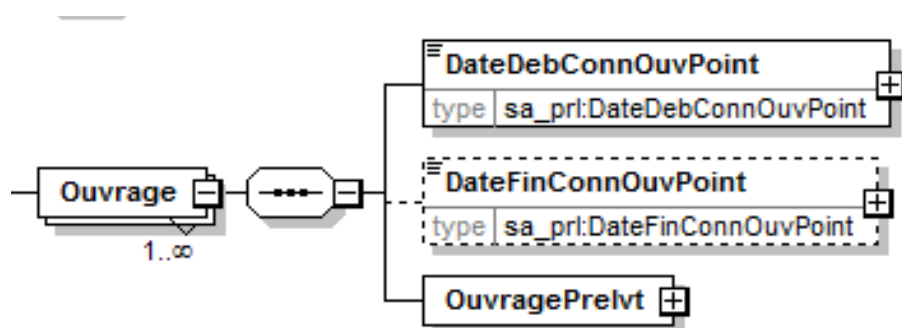 DateDebConnOuvPoint
type sa_prl:DateDebConnOuvPoint
DateFinConnOuvPoint
type sa_prl:DateFinConnOuvPoint
Ouvrage
1..∞
OuvragePrelvt